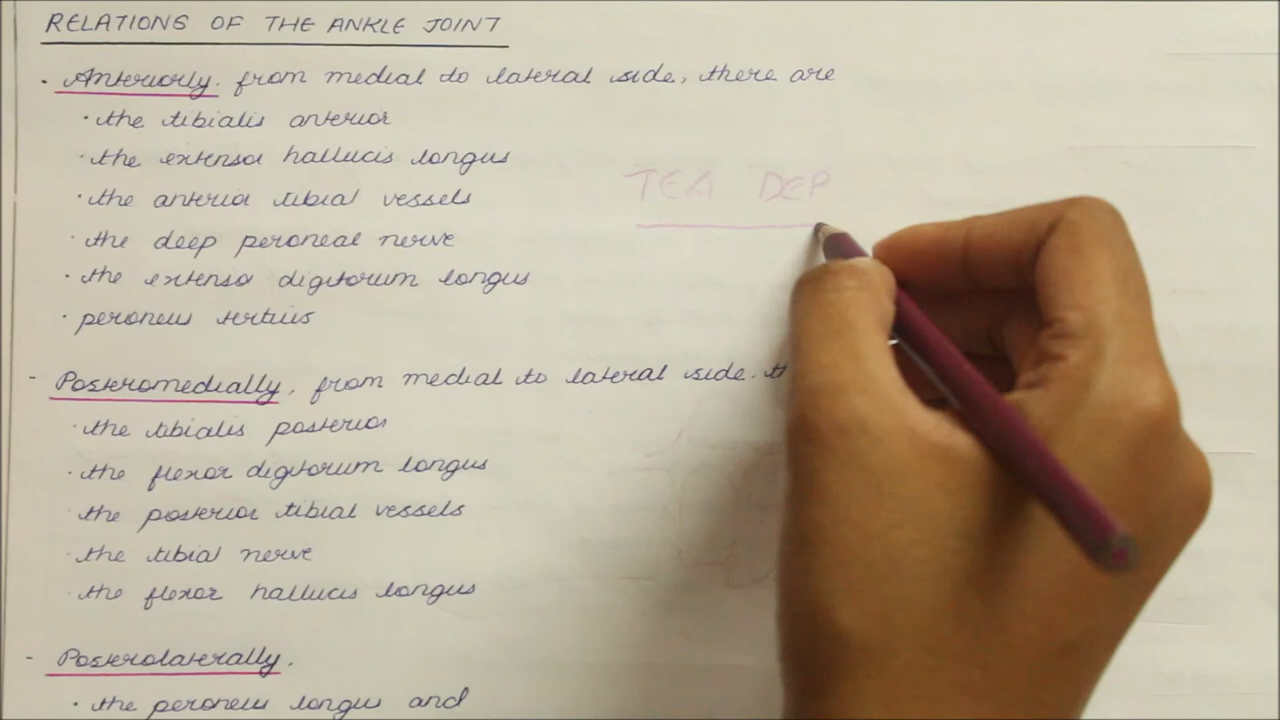 RELATIONS OF THE ANKLE JOINT
· Anteriorly. from medial to lateral side, there are
· the tibialis anterior
· the extensor hallucis longus
TEA DEP
· the anterior tibial vessels
· the deep peroneal nerve
· the extensor digitorum longus
· peroneus tertius
- Posteromedially, from medial to lateral side.
· the tibialis posterior
· the flexor digitorum longus
· the posterior tibial vessels
· the tibial nerve
· the flexor hallucis longus
- Posterolaterally.
· the peroneus longus and